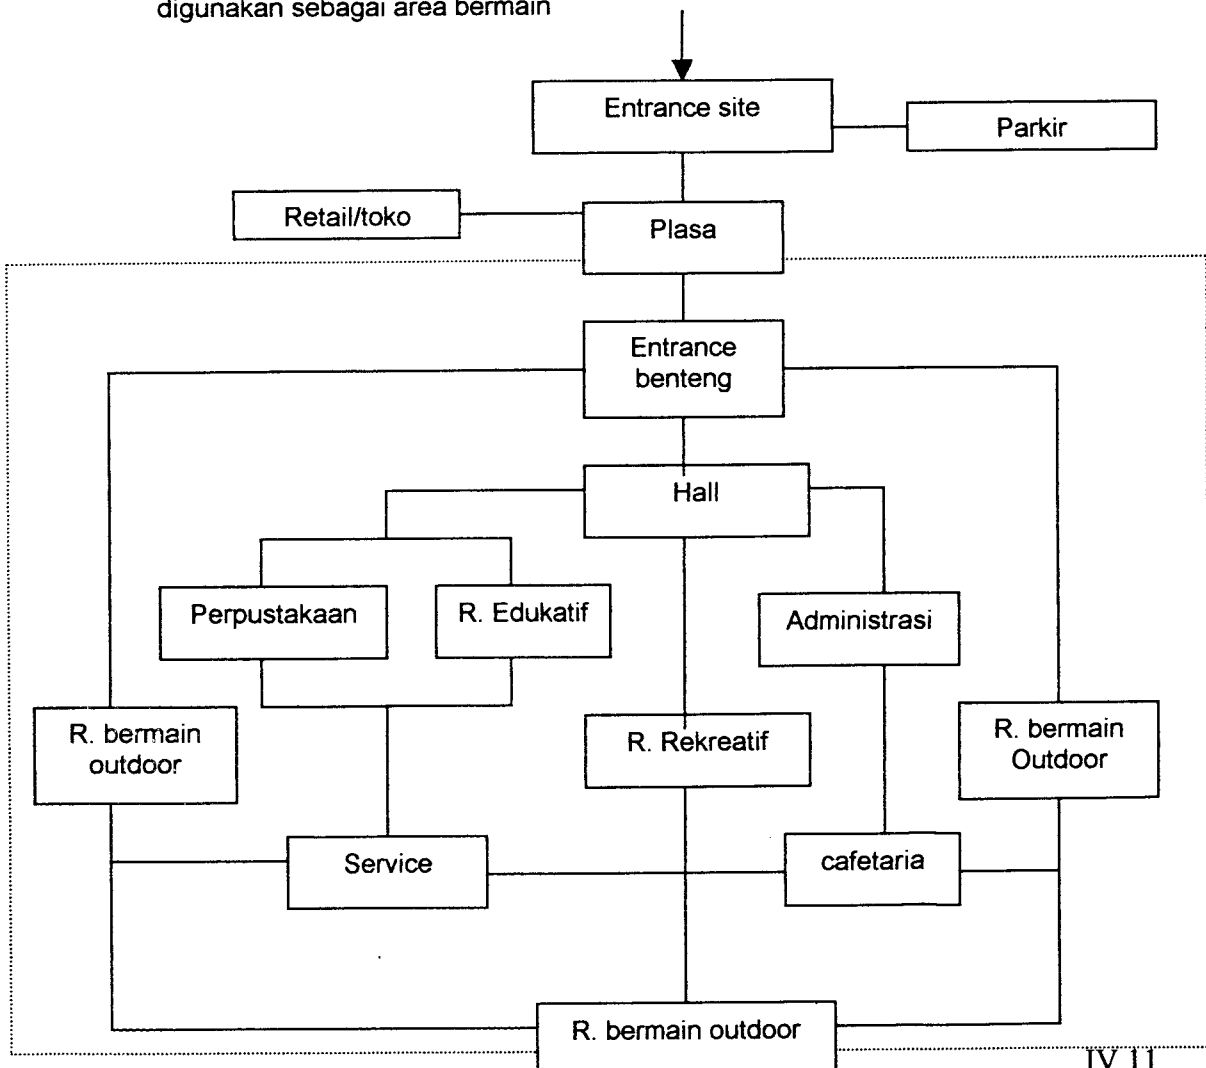 digunakan sebagai area bermain
Entrance site
Parkir
Retail/toko
Plasa
Entrance
benteng
Hall
Perpustakaan
R. Edukatif
Administrasi
R. bermain
outdoor
R. Rekreatif
R. bermain
Outdoor
Service
cafetaria
R. bermain outdoor
IV 11